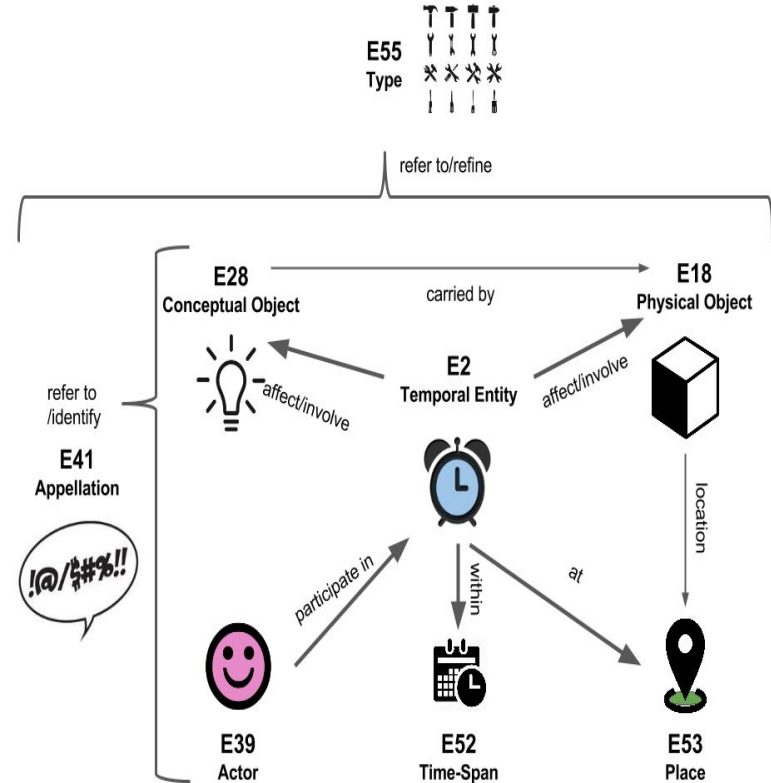 E55
Type
refer to/refine
E28
Conceptual Object
E18
Physical Object
carried by
E2
Temporal Entity
affect/involve
affect/involve
refer to
/identify
E41
Appellation
location
participate in
within
at
E39
Actor
E52
Time-Span
E53
Place